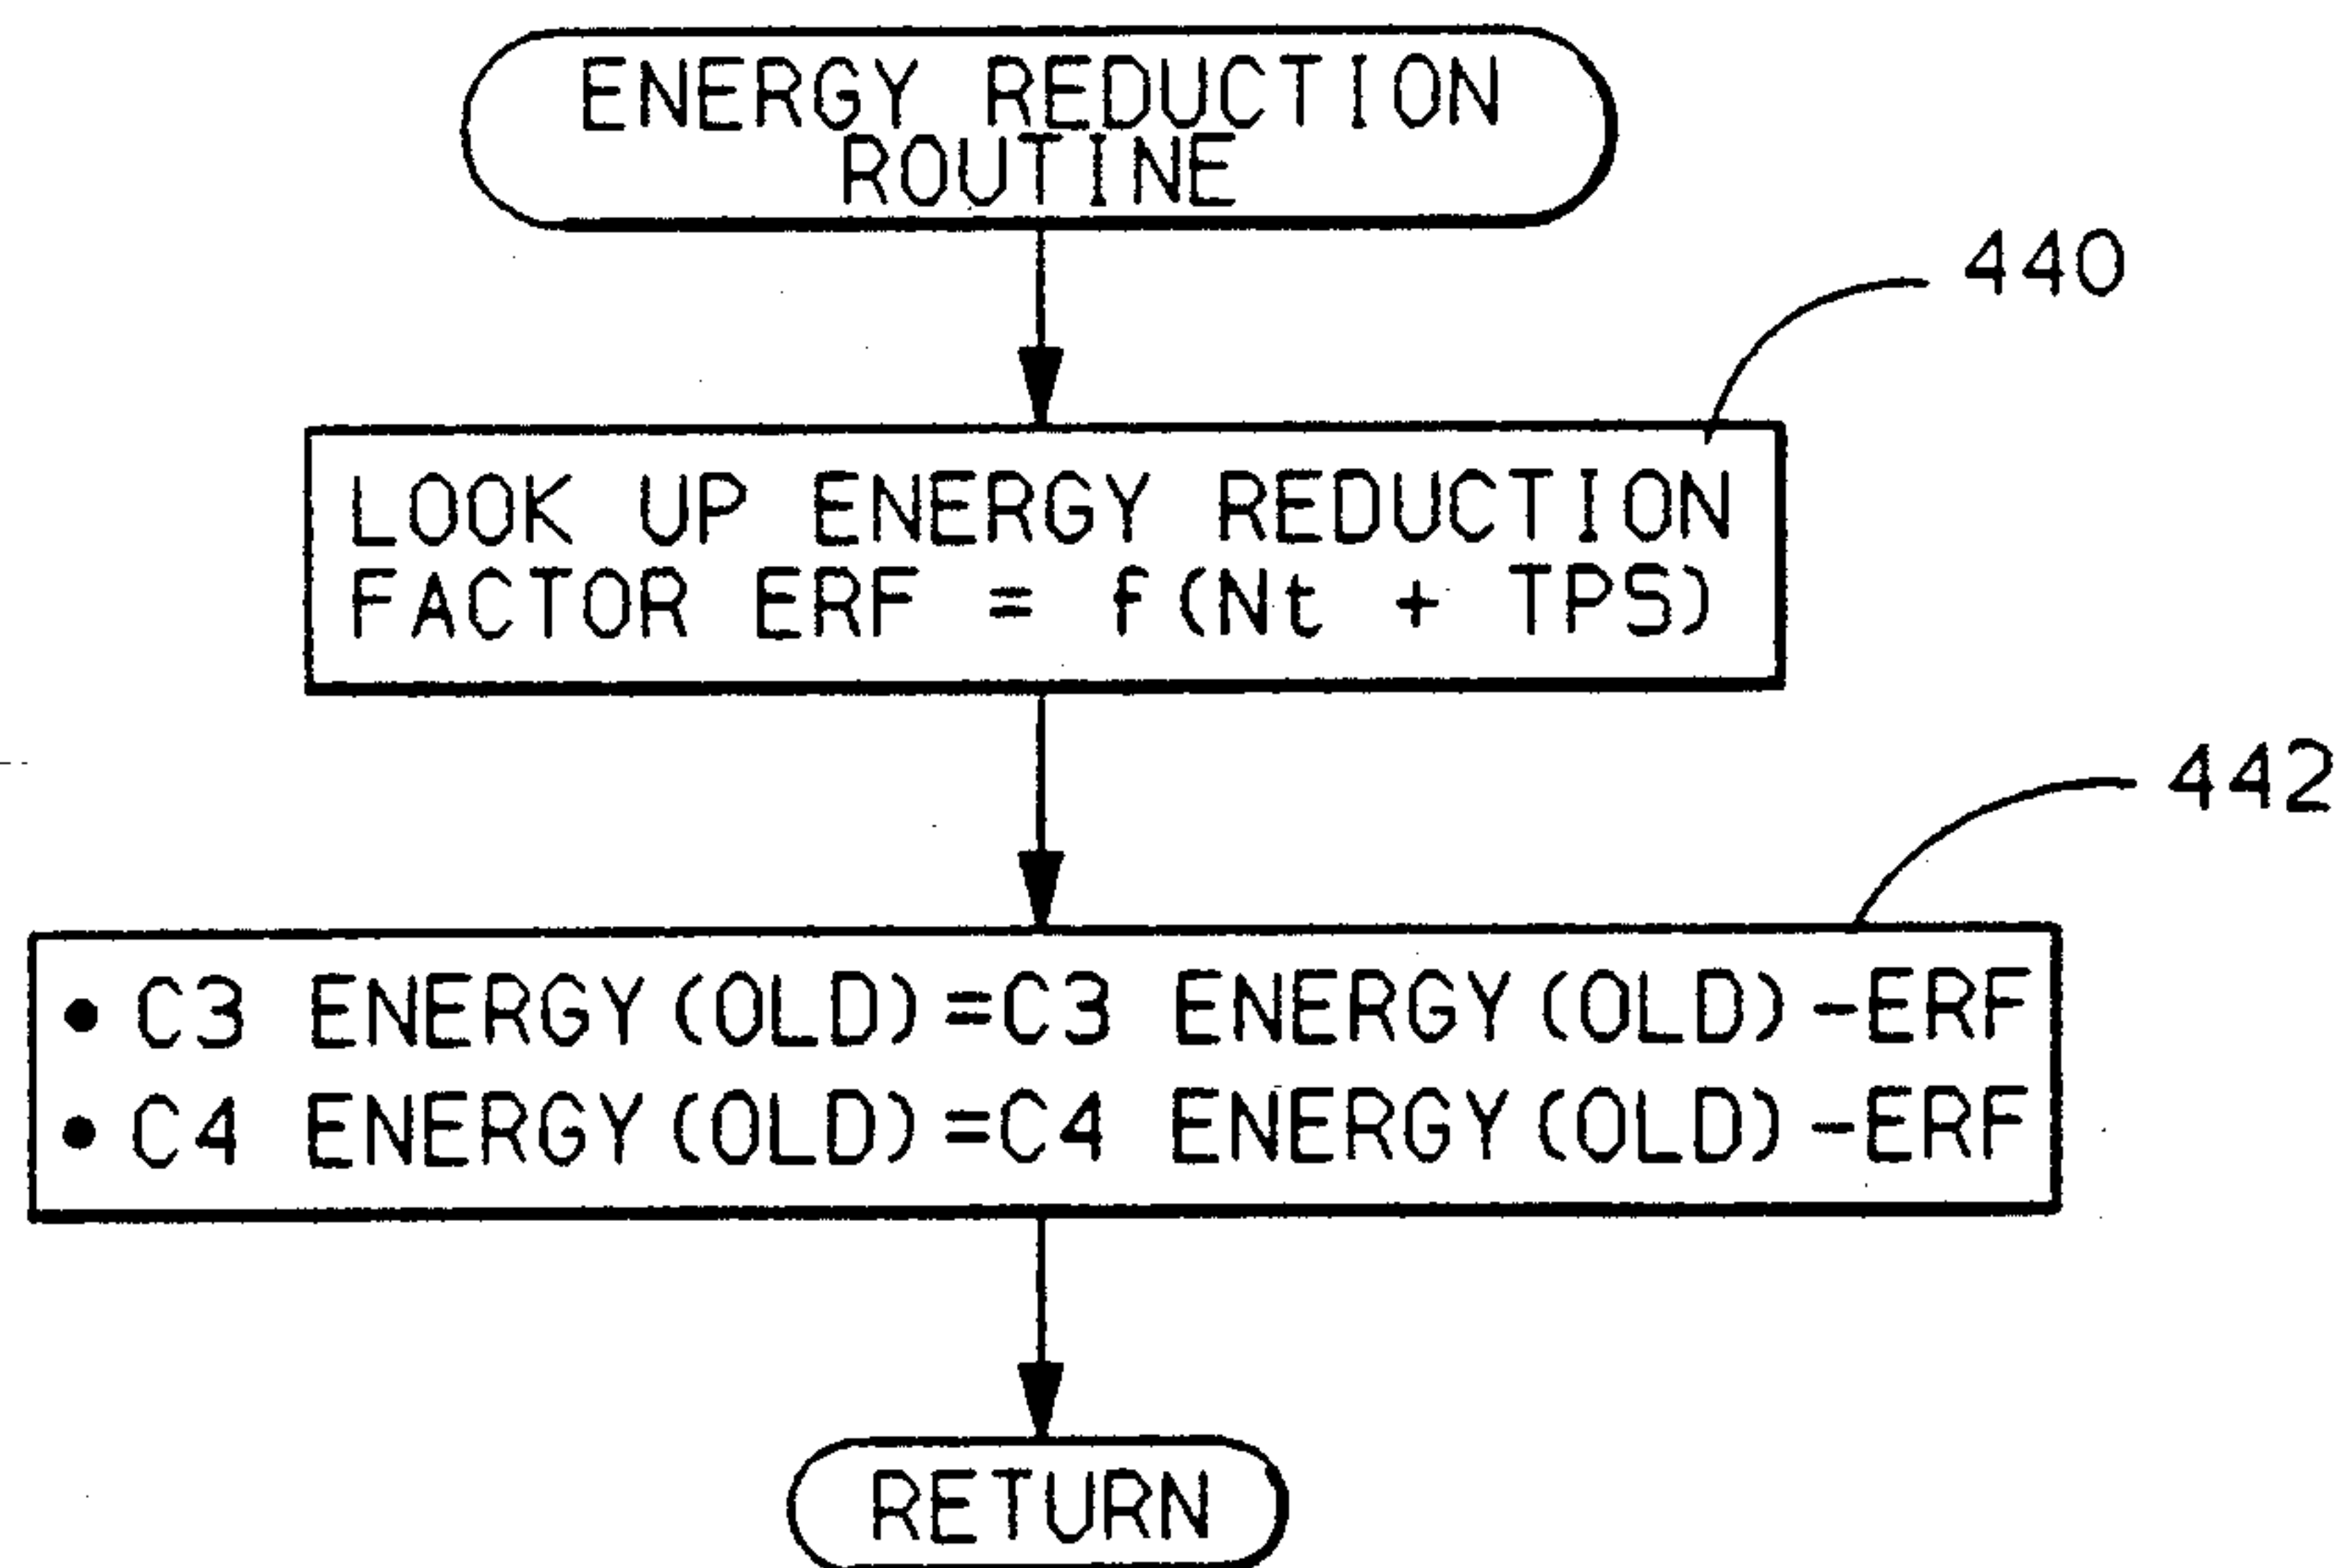 ENERGY REDUCTION
ROUTINE
440
LOOK UP ENERGY REDUCTION
FACTOR ERF = f(Nt + TPS)
442
• C3 ENERGY(OLD)=C3 ENERGY(OLD)-ERF
• C4 ENERGY(OLD)=C4 ENERGY(OLD)-ERF
RETURN